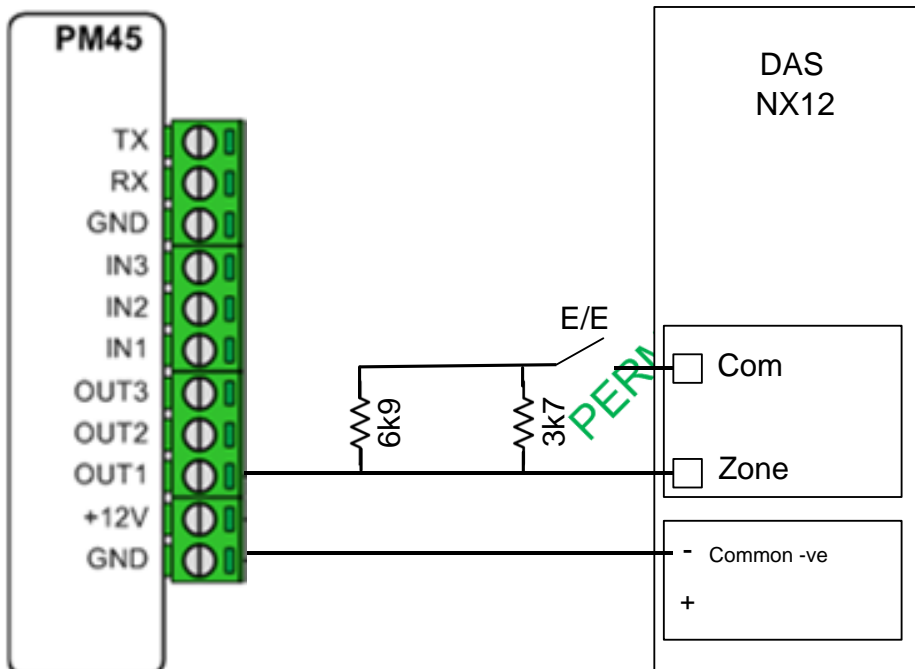 PM45
TX
RX
GND
IN3
IN2
IN1
OUT3
OUT2
OUT1
+12V
GND
E/E
6k9
3k7
PERM
DAS
NX12
Com
Zone
- Common -ve
+